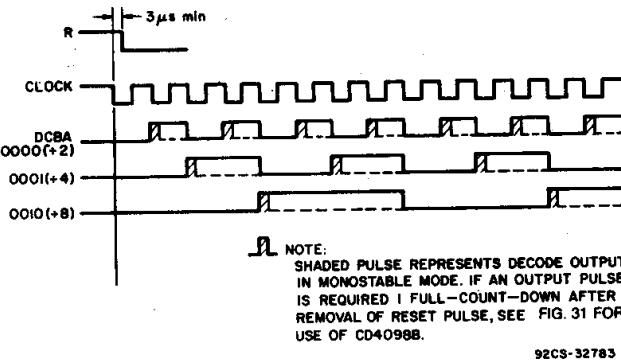 3μs min
R
CLOCK
DCBA
0000(÷2)
0001(÷4)
0010(÷8)
NOTE:
SHADED PULSE REPRESENTS DECODE OUTPUT
IN MONOSTABLE MODE. IF AN OUTPUT PULSE
IS REQUIRED I FULL-COUNT-DOWN AFTER
REMOVAL OF RESET PULSE, SEE FIG. 31 FOR
USE OF CD4098B.
92CS-32783